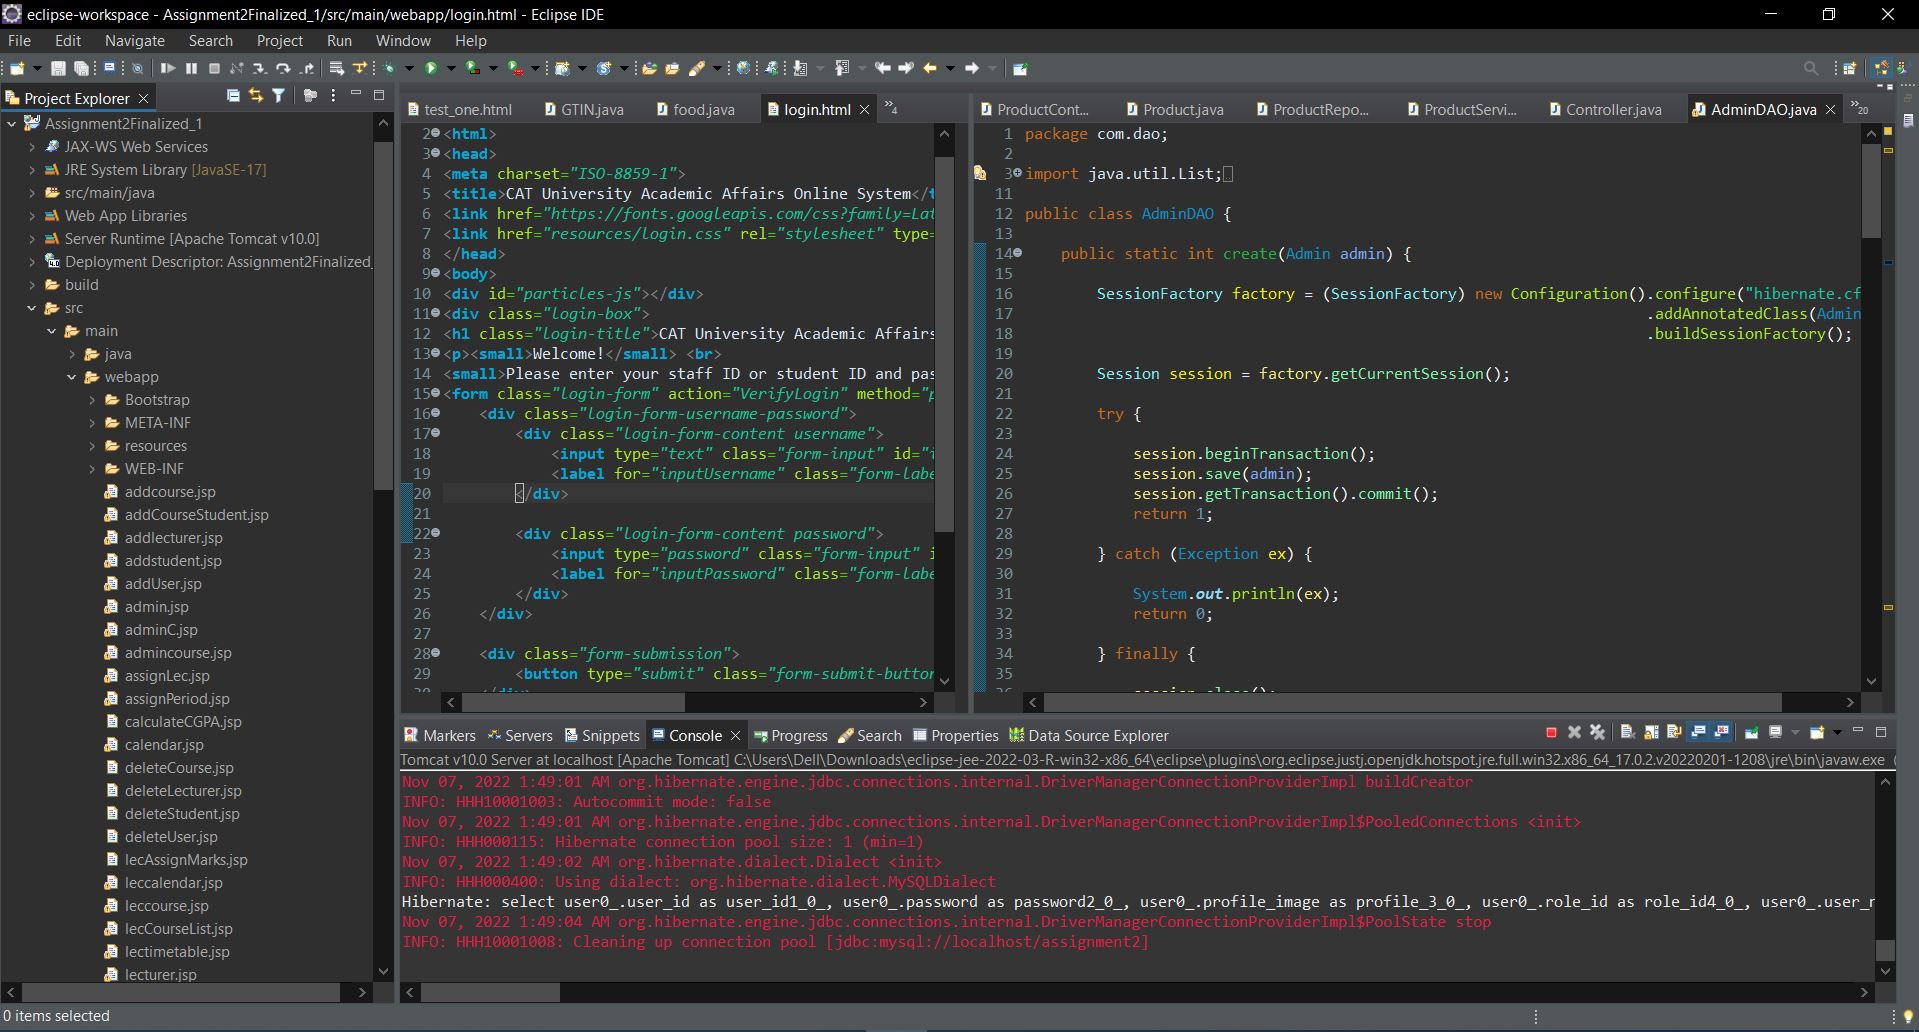 eclipse-workspace - Assignment2Finalized_1/src/main/webapp/login.html - Eclipse IDE
File Edit Navigate Search Project Run Window Help
Project Explorer
Assignment2Finalized_1
JAX-WS Web Services
JRE System Library [JavaSE-17]
src/main/java
Web App Libraries
Server Runtime [Apache Tomcat v10.0]
Deployment Descriptor: Assignment2Finalized_
build
src
main
java
webapp
Bootstrap
META-INF
resources
WEB-INF
addcourse.jsp
addCourseStudent.jsp
addlecturer.jsp
addstudent.jsp
addUser.jsp
admin.jsp
adminC.jsp
admincourse.jsp
assignLec.jsp
assignPeriod.jsp
calculateCGPA.jsp
calendar.jsp
deleteCourse.jsp
deleteLecturer.jsp
deleteStudent.jsp
deleteUser.jsp
lecAssignMarks.jsp
leccalendar.jsp
leccourse.jsp
lecCourseList.jsp
lectimetable.jsp
lecturer.jsp
0 items selected
test_one.html GTIN.java food.java login.html »4
2 <html>
3 <head>
4 <meta charset="ISO-8859-1">
5 <title>CAT University Academic Affairs Online System</t
6 <link href="https://fonts.googleapis.com/css?family=Lat
7 <link href="resources/login.css" rel="stylesheet" type=
8 </head>
9 <body>
10 <div id="particles-js"></div>
11 <div class="login-box">
12 <h1 class="login-title">CAT University Academic Affairs
13 <p><small>Welcome!</small> <br>
14 <small>Please enter your staff ID or student ID and pas
15 <form class="login-form" action="VerifyLogin" method="p
16 <div class="login-form-username-password">
17 <div class="login-form-content username">
18 <input type="text" class="form-input" id="i
19 <label for="inputUsername" class="form-labe
20 </div>
21
22 <div class="login-form-content password">
23 <input type="password" class="form-input" i
24 <label for="inputPassword" class="form-labe
25 </div>
26 </div>
27
28 <div class="form-submission">
29 <button type="submit" class="form-submit-button
ProductCont... Product.java ProductRepo... ProductServi... Controller.java AdminDAO.java »20
1 package com.dao;
2
3 import java.util.List;
11
12 public class AdminDAO {
13
14 public static int create(Admin admin) {
15
16 SessionFactory factory = (SessionFactory) new Configuration().configure("hibernate.cf
17 .addAnnotatedClass(Admin
18 .buildSessionFactory();
19
20 Session session = factory.getCurrentSession();
21
22 try {
23
24 session.beginTransaction();
25 session.save(admin);
26 session.getTransaction().commit();
27 return 1;
28
29 } catch (Exception ex) {
30
31 System.out.println(ex);
32 return 0;
33
34 } finally {
35
Markers Servers Snippets Console Progress Search Properties Data Source Explorer
Tomcat v10.0 Server at localhost [Apache Tomcat] C:\Users\Dell\Downloads\eclipse-jee-2022-03-R-win32-x86_64\eclipse\plugins\org.eclipse.justj.openjdk.hotspot.jre.full.win32.x86_64_17.0.2.v20220201-1208\jre\bin\javaw.exe (
Nov 07, 2022 1:49:01 AM org.hibernate.engine.jdbc.connections.internal.DriverManagerConnectionProviderImpl buildCreator
INFO: HHH10001003: Autocommit mode: false
Nov 07, 2022 1:49:01 AM org.hibernate.engine.jdbc.connections.internal.DriverManagerConnectionProviderImpl$PooledConnections <init>
INFO: HHH000115: Hibernate connection pool size: 1 (min=1)
Nov 07, 2022 1:49:02 AM org.hibernate.dialect.Dialect <init>
INFO: HHH000400: Using dialect: org.hibernate.dialect.MySQLDialect
Hibernate: select user0_.user_id as user_id1_0_, user0_.password as password2_0_, user0_.profile_image as profile_3_0_, user0_.role_id as role_id4_0_, user0_.user_r
Nov 07, 2022 1:49:04 AM org.hibernate.engine.jdbc.connections.internal.DriverManagerConnectionProviderImpl$PoolState stop
INFO: HHH10001008: Cleaning up connection pool [jdbc:mysql://localhost/assignment2]